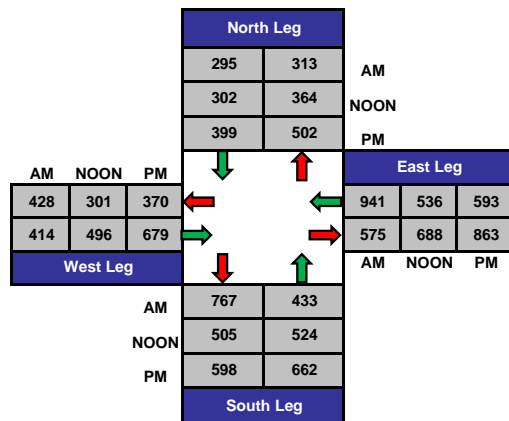 North Leg
295 313 AM
302 364 NOON
399 502 PM
East Leg
AM NOON PM
428 301 370
941 536 593
414 496 679
575 688 863
West Leg
AM NOON PM
AM 767 433
NOON 505 524
PM 598 662
South Leg